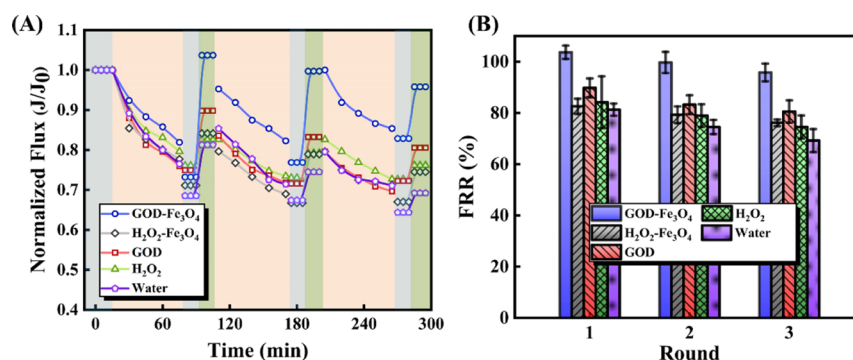 (A)
Normalized Flux (J/J0)
1.1
1.0
0.9
0.8
0.7
0.6
0.5
0.4
GOD-Fe₃O₄
H₂O₂-Fe₃O₄
GOD
H₂O₂
Water
0 60 120 180 240 300
Time (min)
(B)
FRR (%)
100
80
60
40
20
0
GOD-Fe₃O₄ H₂O₂
H₂O₂-Fe₃O₄ Water
GOD
1 2 3
Round